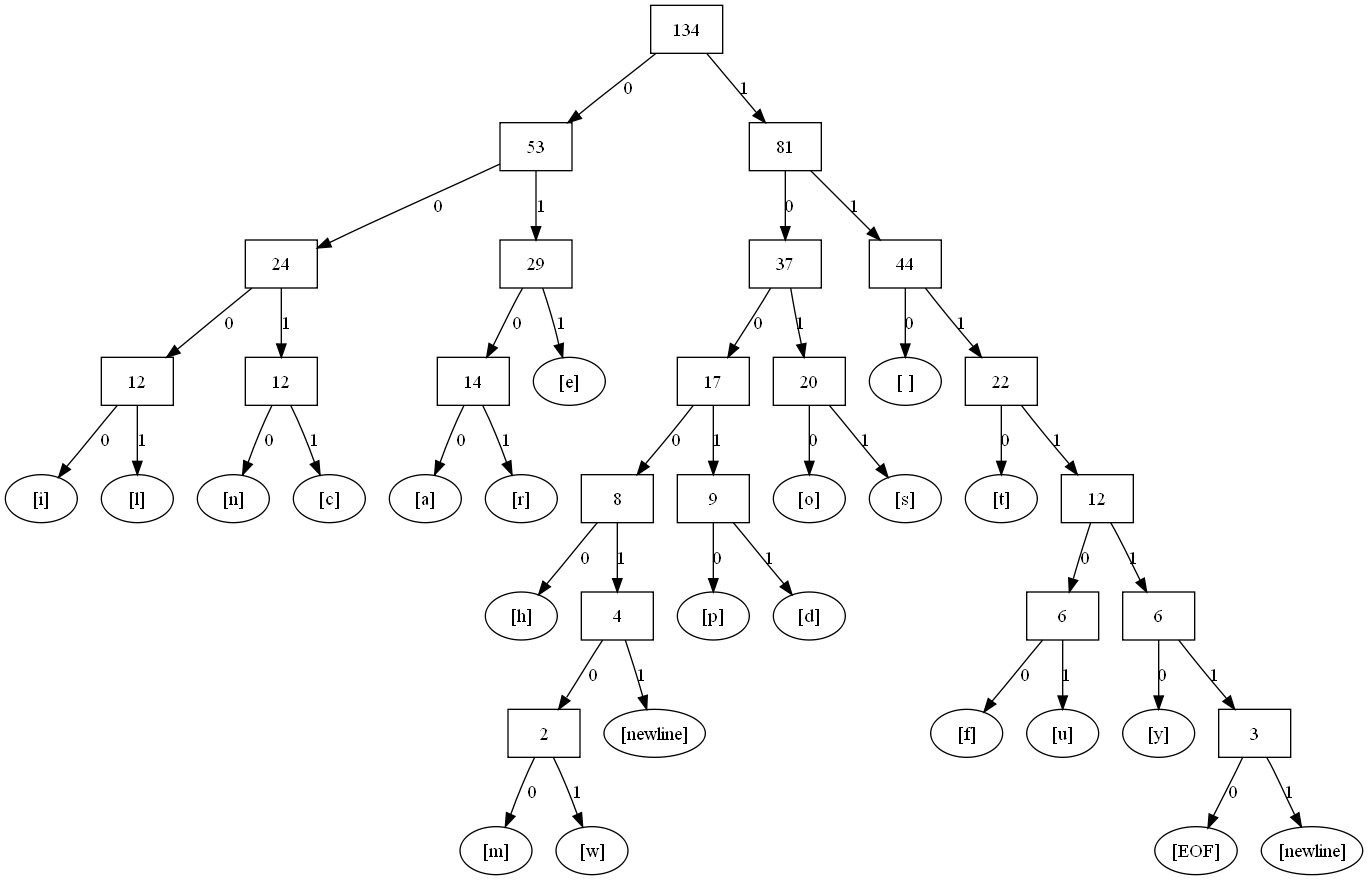 134
0 1
53 81
0 1 0 1
24 29 37 44
0 1 0 1 0 1 0 1
12 12 14 [e] 17 20 [ ] 22
0 1 0 1 0 1 0 1 0 1 0 1
[i] [l] [n] [c] [a] [r] 8 9 [o] [s] [t] 12
0 1 0 1 0 1
[h] 4 [p] [d] 6 6
0 1 0 1 0 1
2 [newline] [f] [u] [y] 3
0 1 0 1
[m] [w] [EOF] [newline]